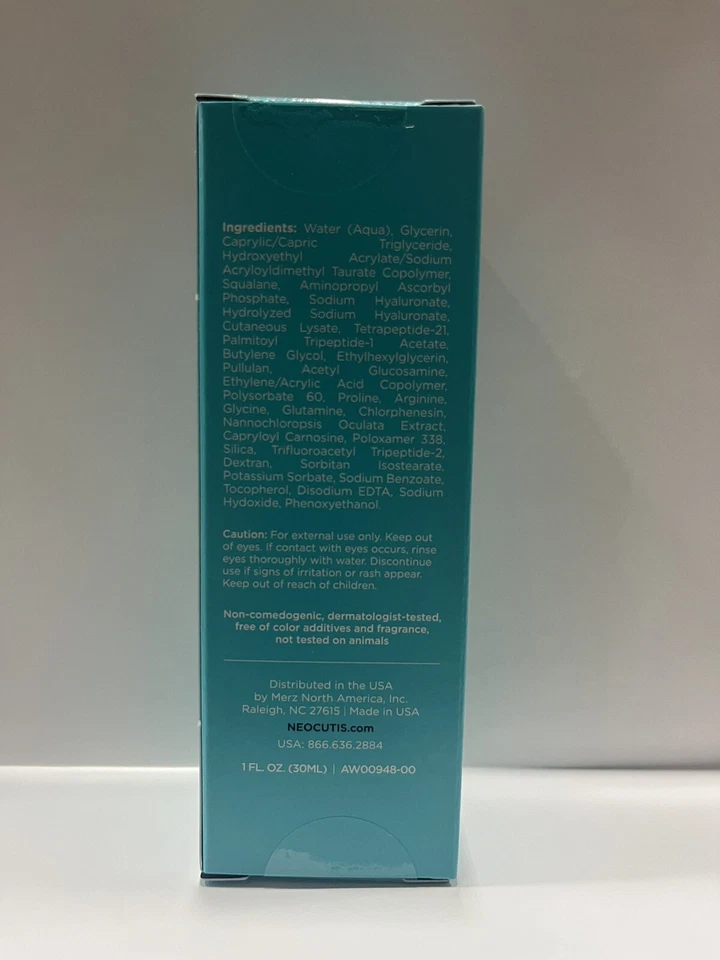 Ingredients: Water (Aqua), Glycerin,
Caprylic/Capric Triglyceride,
Hydroxyethyl Acrylate/Sodium
Acryloyldimethyl Taurate Copolymer,
Squalane, Aminopropyl Ascorbyl
Phosphate, Sodium Hyaluronate,
Hydrolyzed Sodium Hyaluronate,
Cutaneous Lysate, Tetrapeptide-21,
Palmitoyl Tripeptide-1 Acetate,
Butylene Glycol, Ethylhexylglycerin,
Pullulan, Acetyl Glucosamine,
Ethylene/Acrylic Acid Copolymer,
Polysorbate 60, Proline, Arginine,
Glycine, Glutamine, Chlorphenesin,
Nannochloropsis Oculata Extract,
Capryloyl Carnosine, Poloxamer 338,
Silica, Trifluoroacetyl Tripeptide-2,
Dextran, Sorbitan Isostearate,
Potassium Sorbate, Sodium Benzoate,
Tocopherol, Disodium EDTA, Sodium
Hydoxide, Phenoxyethanol.
Caution: For external use only. Keep out
of eyes. If contact with eyes occurs, rinse
eyes thoroughly with water. Discontinue
use if signs of irritation or rash appear.
Keep out of reach of children.
Non-comedogenic, dermatologist-tested,
free of color additives and fragrance,
not tested on animals
Distributed in the USA
by Merz North America, Inc.
Raleigh, NC 27615 | Made in USA
NEOCUTIS.com
USA: 866.636.2884
1 FL. OZ. (30ML) | AW00948-00